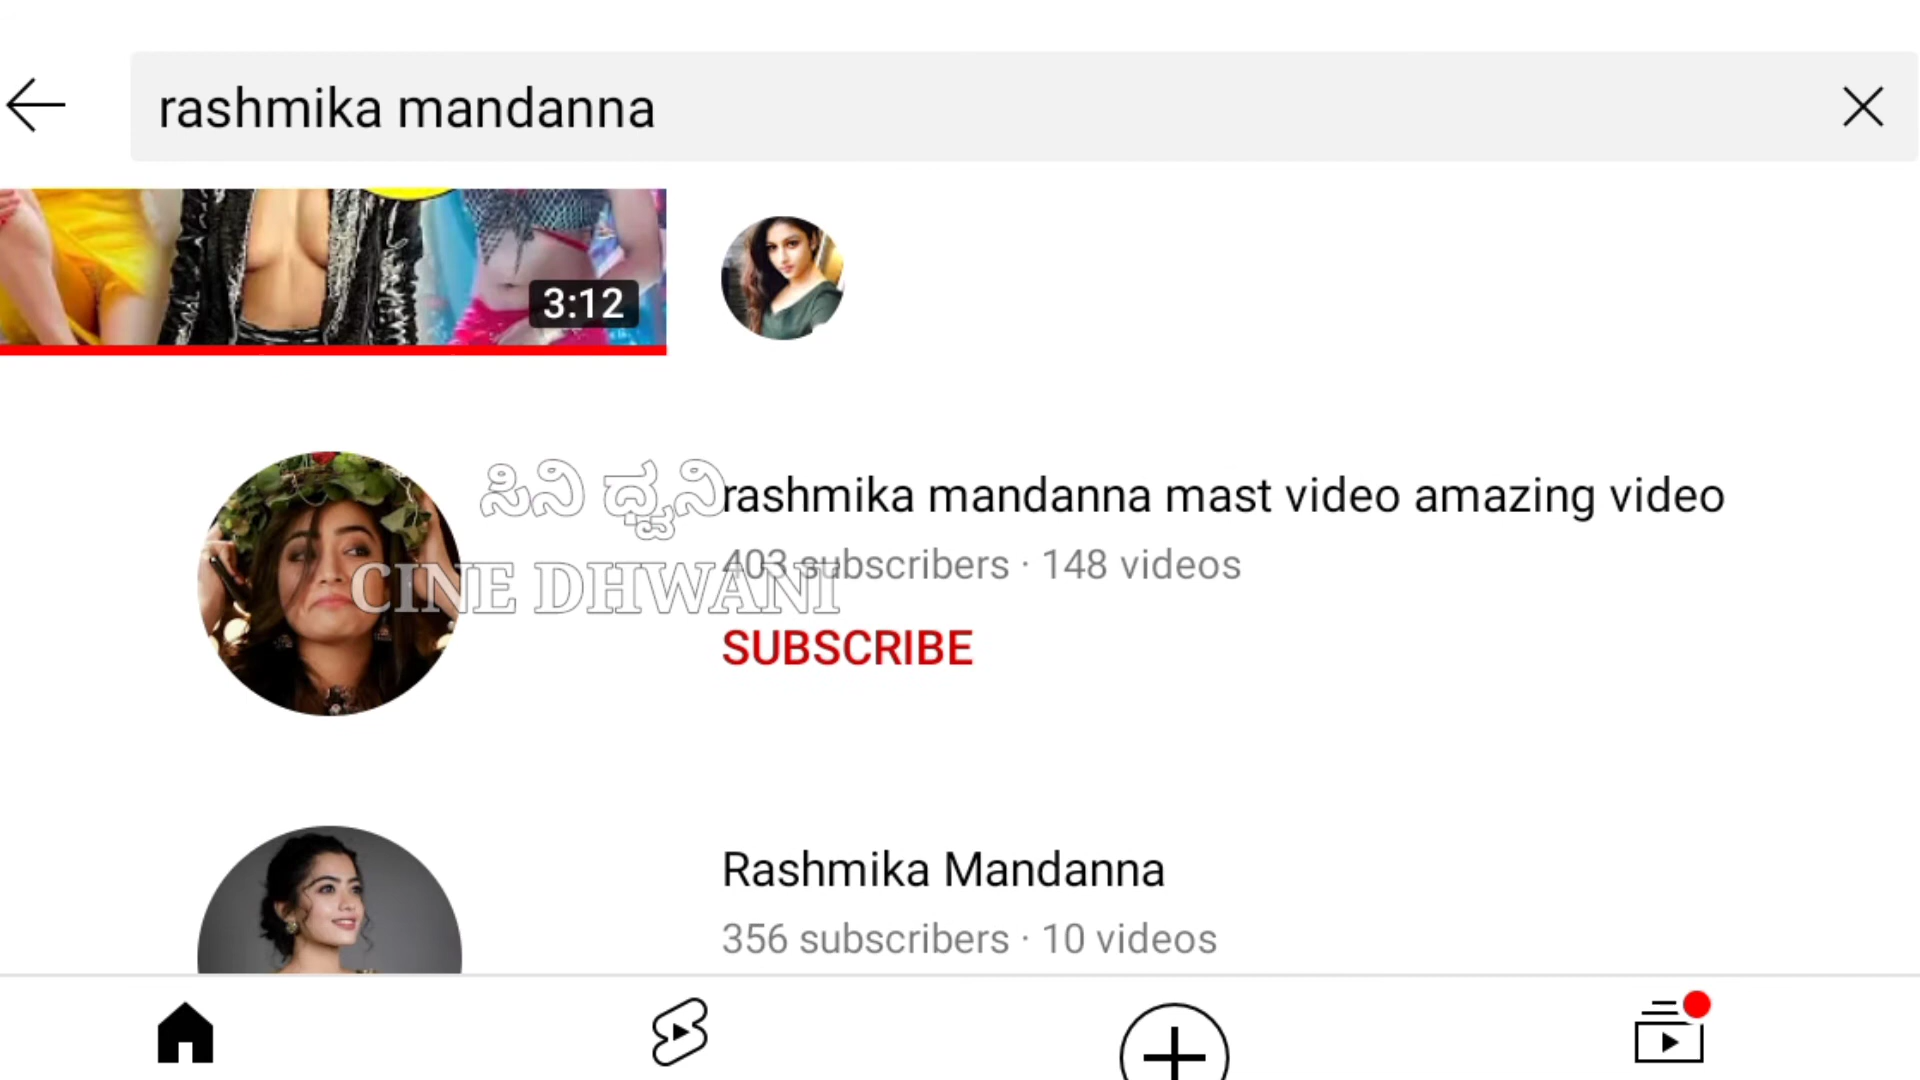 rashmika mandanna
3:12
ಸಿನಿ ಧ್ವನಿ
CINE DHWANI
rashmika mandanna mast video amazing video
403 subscribers · 148 videos
SUBSCRIBE
Rashmika Mandanna
356 subscribers · 10 videos